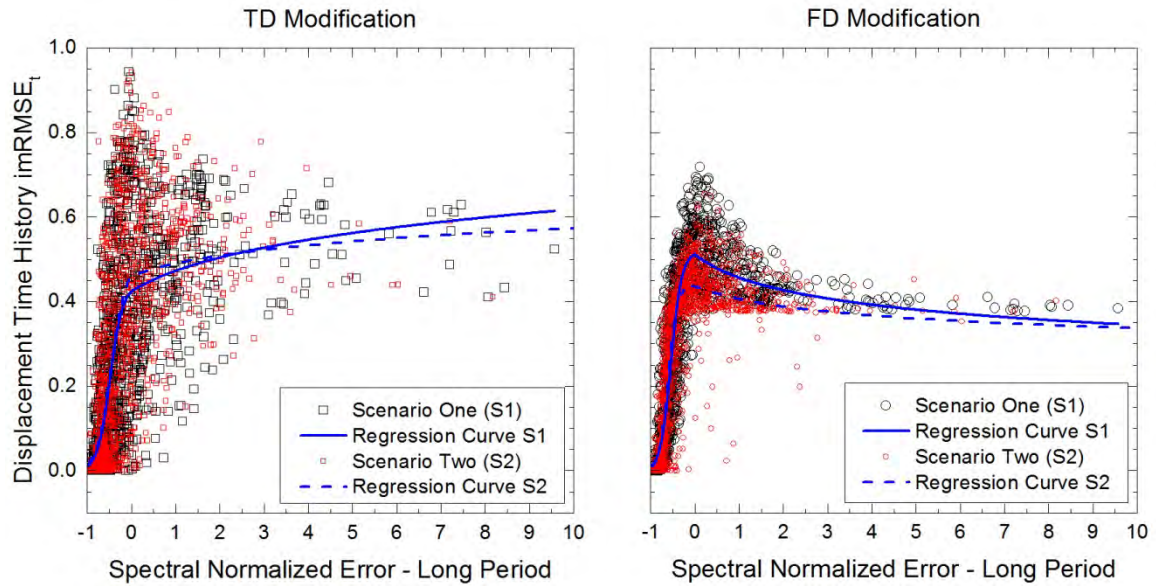 TD Modification
FD Modification
Displacement Time History imRMSE_t
1.0
0.8
0.6
0.4
0.2
0.0
Scenario One (S1)
Regression Curve S1
Scenario Two (S2)
Regression Curve S2
Scenario One (S1)
Regression Curve S1
Scenario Two (S2)
Regression Curve S2
-1 0 1 2 3 4 5 6 7 8 9 10
-1 0 1 2 3 4 5 6 7 8 9 10
Spectral Normalized Error - Long Period
Spectral Normalized Error - Long Period